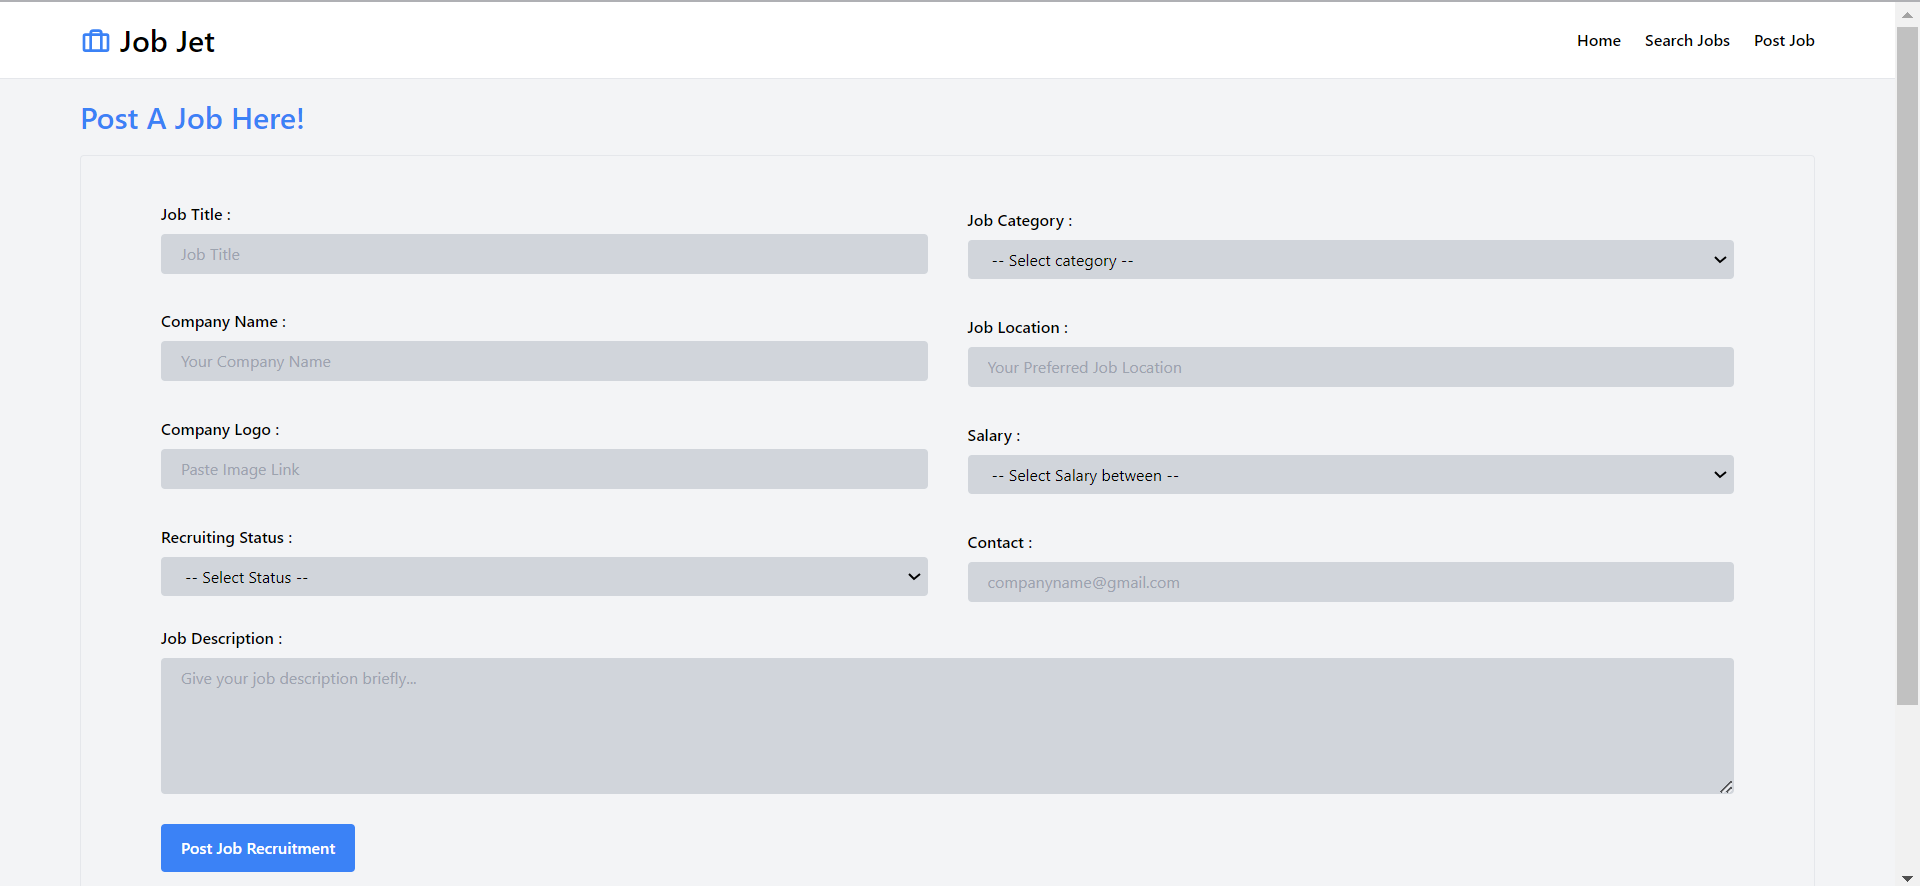 Job Jet
Home Search Jobs Post Job
Post A Job Here!
Job Title :
Job Title
Job Category :
-- Select category --
Company Name :
Your Company Name
Job Location :
Your Preferred Job Location
Company Logo :
Paste Image Link
Salary :
-- Select Salary between --
Recruiting Status :
-- Select Status --
Contact :
companyname@gmail.com
Job Description :
Give your job description briefly...
Post Job Recruitment